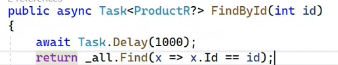 public async Task<ProductR?> FindById(int id)
{
await Task.Delay(1000);
return _all.Find(x => x.Id == id);